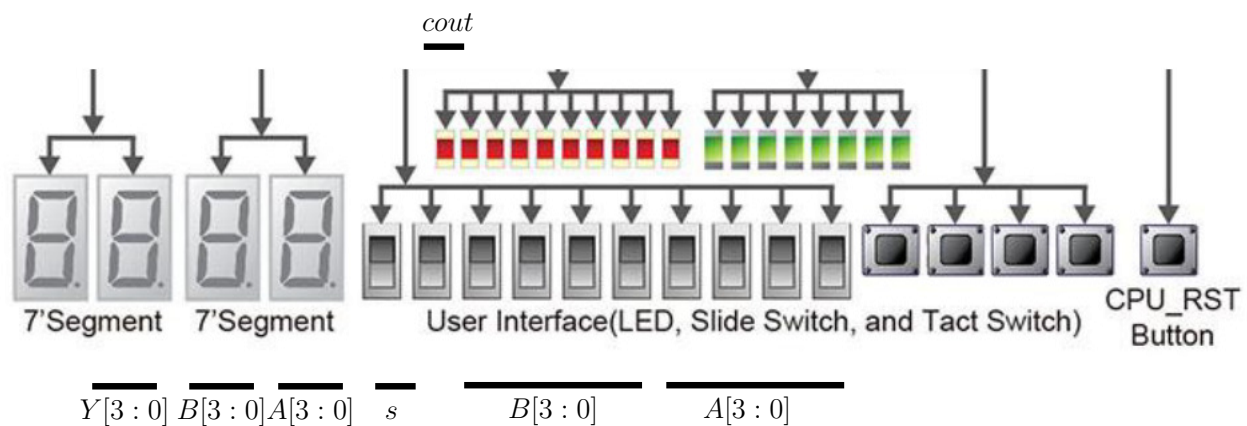 cout
7'Segment 7'Segment User Interface(LED, Slide Switch, and Tact Switch) CPU_RST
Button
Y[3 : 0] B[3 : 0] A[3 : 0] s B[3 : 0] A[3 : 0]